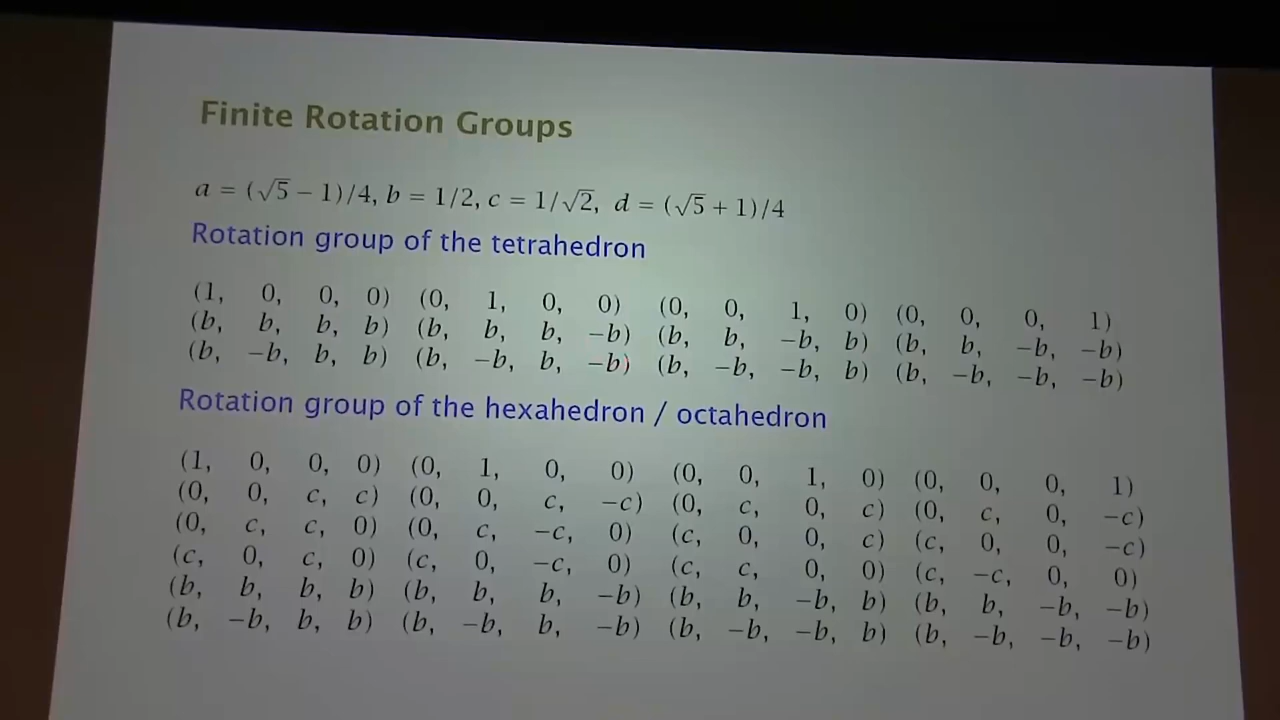 Finite Rotation Groups
a = (√5 − 1)/4, b = 1/2, c = 1/√2, d = (√5 + 1)/4
Rotation group of the tetrahedron
(1, 0, 0, 0) (0, 1, 0, 0) (0, 0, 1, 0) (0, 0, 0, 1)
(b, b, b, b) (b, b, b, −b) (b, b, −b, b) (b, b, −b, −b)
(b, −b, b, b) (b, −b, b, −b) (b, −b, −b, b) (b, −b, −b, −b)
Rotation group of the hexahedron / octahedron
(1, 0, 0, 0) (0, 1, 0, 0) (0, 0, 1, 0) (0, 0, 0, 1)
(0, 0, c, c) (0, 0, c, −c) (0, c, 0, c) (0, c, 0, −c)
(0, c, c, 0) (0, c, −c, 0) (c, 0, 0, c) (c, 0, 0, −c)
(c, 0, c, 0) (c, 0, −c, 0) (c, c, 0, 0) (c, −c, 0, 0)
(b, b, b, b) (b, b, b, −b) (b, b, −b, b) (b, b, −b, −b)
(b, −b, b, b) (b, −b, b, −b) (b, −b, −b, b) (b, −b, −b, −b)